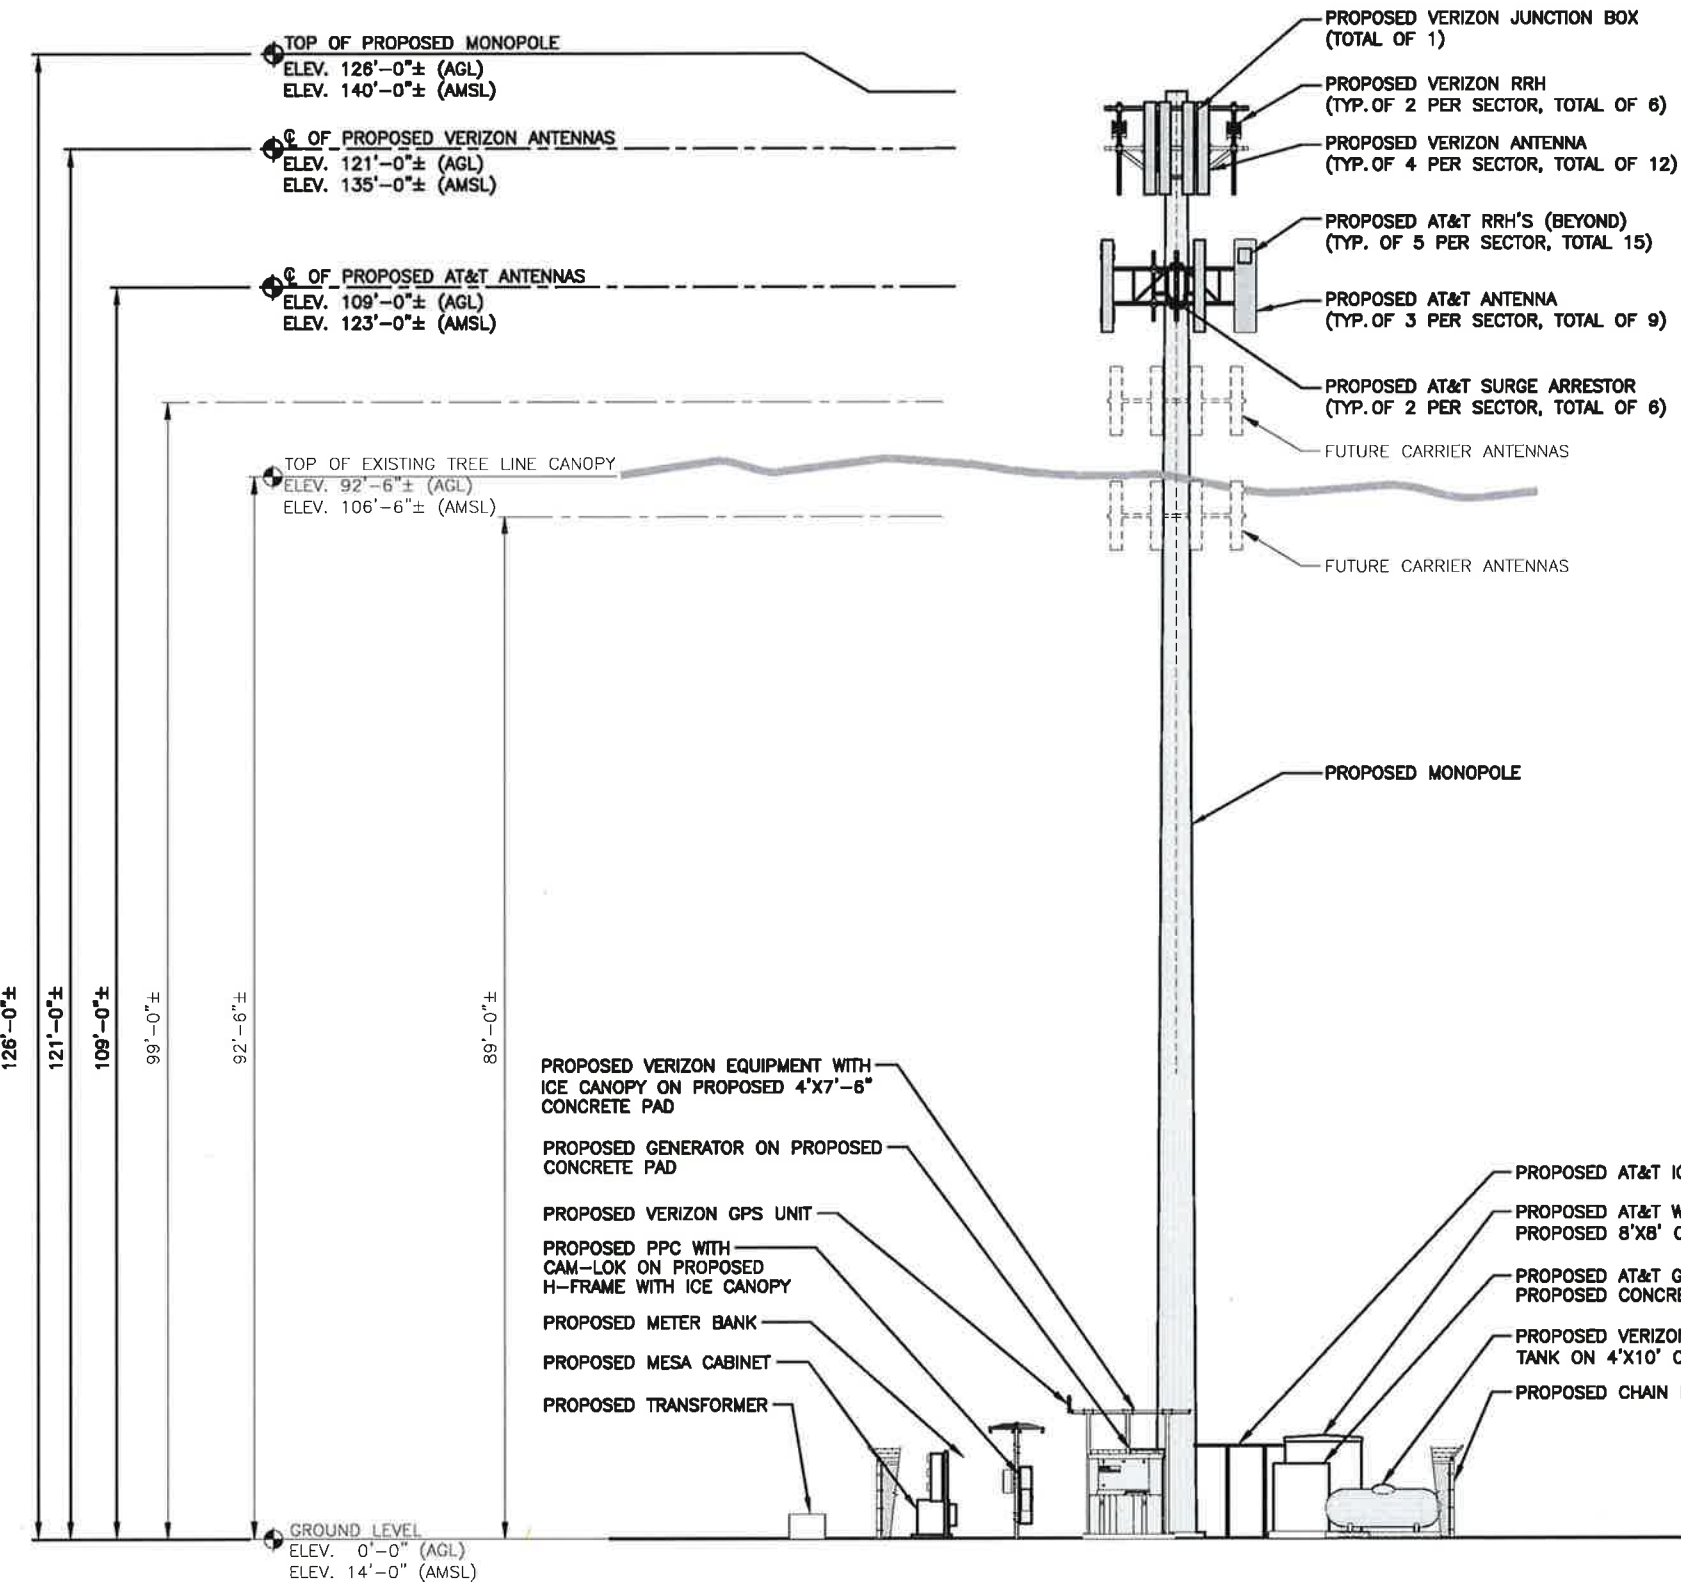 TOP OF PROPOSED MONOPOLE
ELEV. 126'-0"± (AGL)
ELEV. 140'-0"± (AMSL)
℄ OF PROPOSED VERIZON ANTENNAS
ELEV. 121'-0"± (AGL)
ELEV. 135'-0"± (AMSL)
℄ OF PROPOSED AT&T ANTENNAS
ELEV. 109'-0"± (AGL)
ELEV. 123'-0"± (AMSL)
TOP OF EXISTING TREE LINE CANOPY
ELEV. 92'-6"± (AGL)
ELEV. 106'-6"± (AMSL)
PROPOSED VERIZON JUNCTION BOX
(TOTAL OF 1)
PROPOSED VERIZON RRH
(TYP.OF 2 PER SECTOR, TOTAL OF 6)
PROPOSED VERIZON ANTENNA
(TYP.OF 4 PER SECTOR, TOTAL OF 12)
PROPOSED AT&T RRH'S (BEYOND)
(TYP. OF 5 PER SECTOR, TOTAL 15)
PROPOSED AT&T ANTENNA
(TYP.OF 3 PER SECTOR, TOTAL OF 9)
PROPOSED AT&T SURGE ARRESTOR
(TYP.OF 2 PER SECTOR, TOTAL OF 6)
FUTURE CARRIER ANTENNAS
FUTURE CARRIER ANTENNAS
PROPOSED MONOPOLE
126'-0"±
121'-0"±
109'-0"±
99'-0"±
92'-6"±
89'-0"±
PROPOSED VERIZON EQUIPMENT WITH
ICE CANOPY ON PROPOSED 4'X7'-6"
CONCRETE PAD
PROPOSED GENERATOR ON PROPOSED
CONCRETE PAD
PROPOSED VERIZON GPS UNIT
PROPOSED PPC WITH
CAM-LOK ON PROPOSED
H-FRAME WITH ICE CANOPY
PROPOSED METER BANK
PROPOSED MESA CABINET
PROPOSED TRANSFORMER
PROPOSED AT&T
PROPOSED AT&T
PROPOSED 8'X8'
PROPOSED AT&T
PROPOSED
PROPOSED
TANK ON 4'X10'
PROPOSED CHAIN
GROUND LEVEL
ELEV. 0'-0" (AGL)
ELEV. 14'-0" (AMSL)